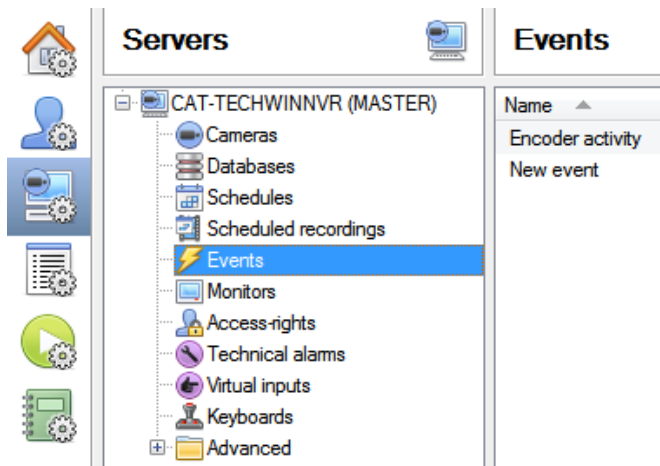 Servers
CAT-TECHWINNVR (MASTER)
Cameras
Databases
Schedules
Scheduled recordings
Events
Monitors
Access-rights
Technical alarms
Virtual inputs
Keyboards
Advanced
Events
Name
Encoder activity
New event